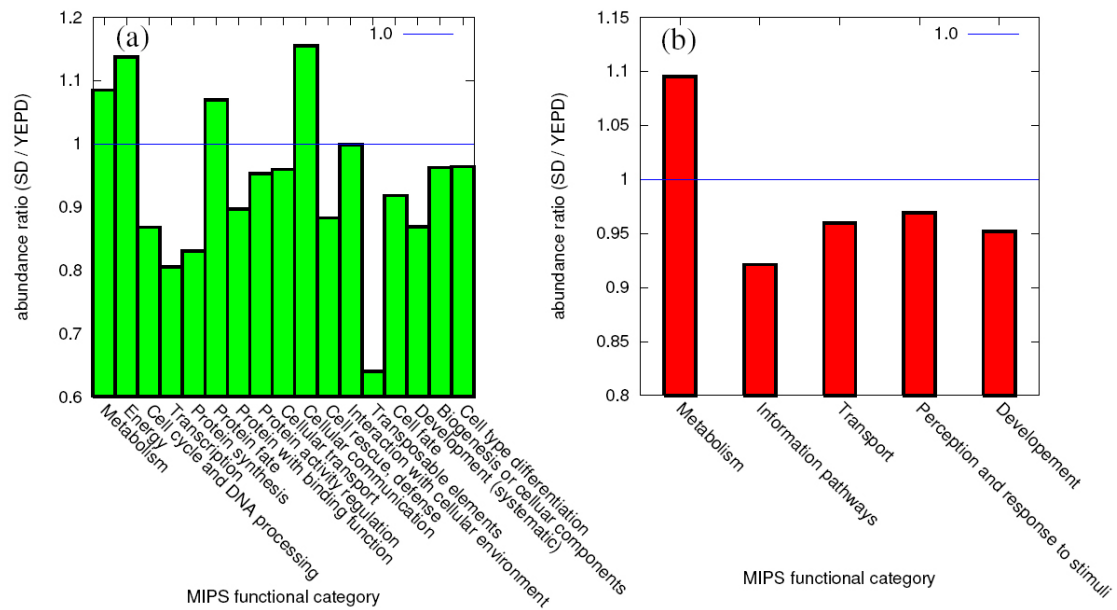 (a)
1.0
1.2
1.1
1
0.9
0.8
0.7
0.6
abundance ratio (SD / YEPD)
Metabolism
Energy
Cell cycle and DNA processing
Transcription
Protein synthesis
Protein fate
Protein with binding function
Protein activity regulation
Cellular transport
Cellular communication
Cell rescue, defense
Interaction with cellular environment
Transposable elements
Cell fate
Development (systematic)
Biogenesis or cellular components
Cell type differentiation
MIPS functional category
(b)
1.0
1.15
1.1
1.05
1
0.95
0.9
0.85
0.8
abundance ratio (SD / YEPD)
Metabolism
Information pathways
Transport
Perception and response to stimuli
Developement
MIPS functional category